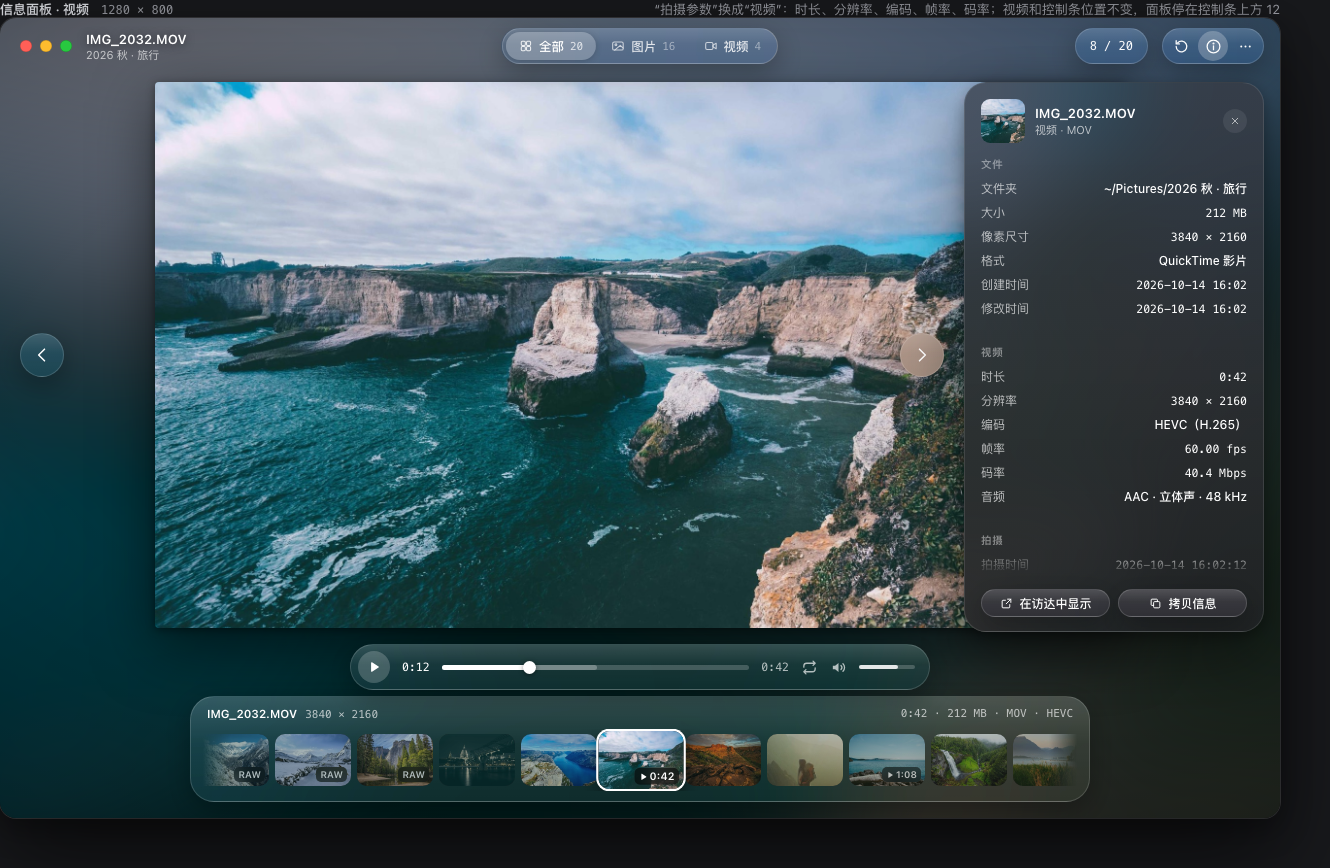 信息面板 · 视频 1280 × 800
“拍摄参数”换成“视频”：时长、分辨率、编码、帧率、码率；视频和控制条位置不变，面板停在控制条上方 12
IMG_2032.MOV
2026 秋 · 旅行
全部 20
图片 16
视频 4
8 / 20
IMG_2032.MOV
视频 · MOV
文件
文件夹 ~/Pictures/2026 秋 · 旅行
大小 212 MB
像素尺寸 3840 × 2160
格式 QuickTime 影片
创建时间 2026-10-14 16:02
修改时间 2026-10-14 16:02
视频
时长 0:42
分辨率 3840 × 2160
编码 HEVC（H.265）
帧率 60.00 fps
码率 40.4 Mbps
音频 AAC · 立体声 · 48 kHz
拍摄
拍摄时间 2026-10-14 16:02:12
在访达中显示
拷贝信息
0:12
0:42
IMG_2032.MOV 3840 × 2160
0:42 · 212 MB · MOV · HEVC
RAW
RAW
RAW
0:42
1:08